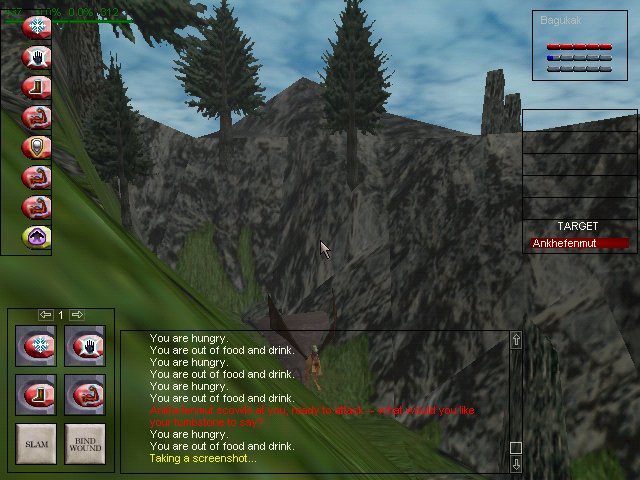 Bagukak
TARGET
Ankhefenmut
1
SLAM
BIND
WOUND
You are hungry.
You are out of food and drink.
You are hungry.
You are out of food and drink.
You are hungry.
You are out of food and drink.
Ankhefenmut scowls at you, ready to attack -- what would you like
your tombstone to say?
You are hungry.
You are out of food and drink.
Taking a screenshot...